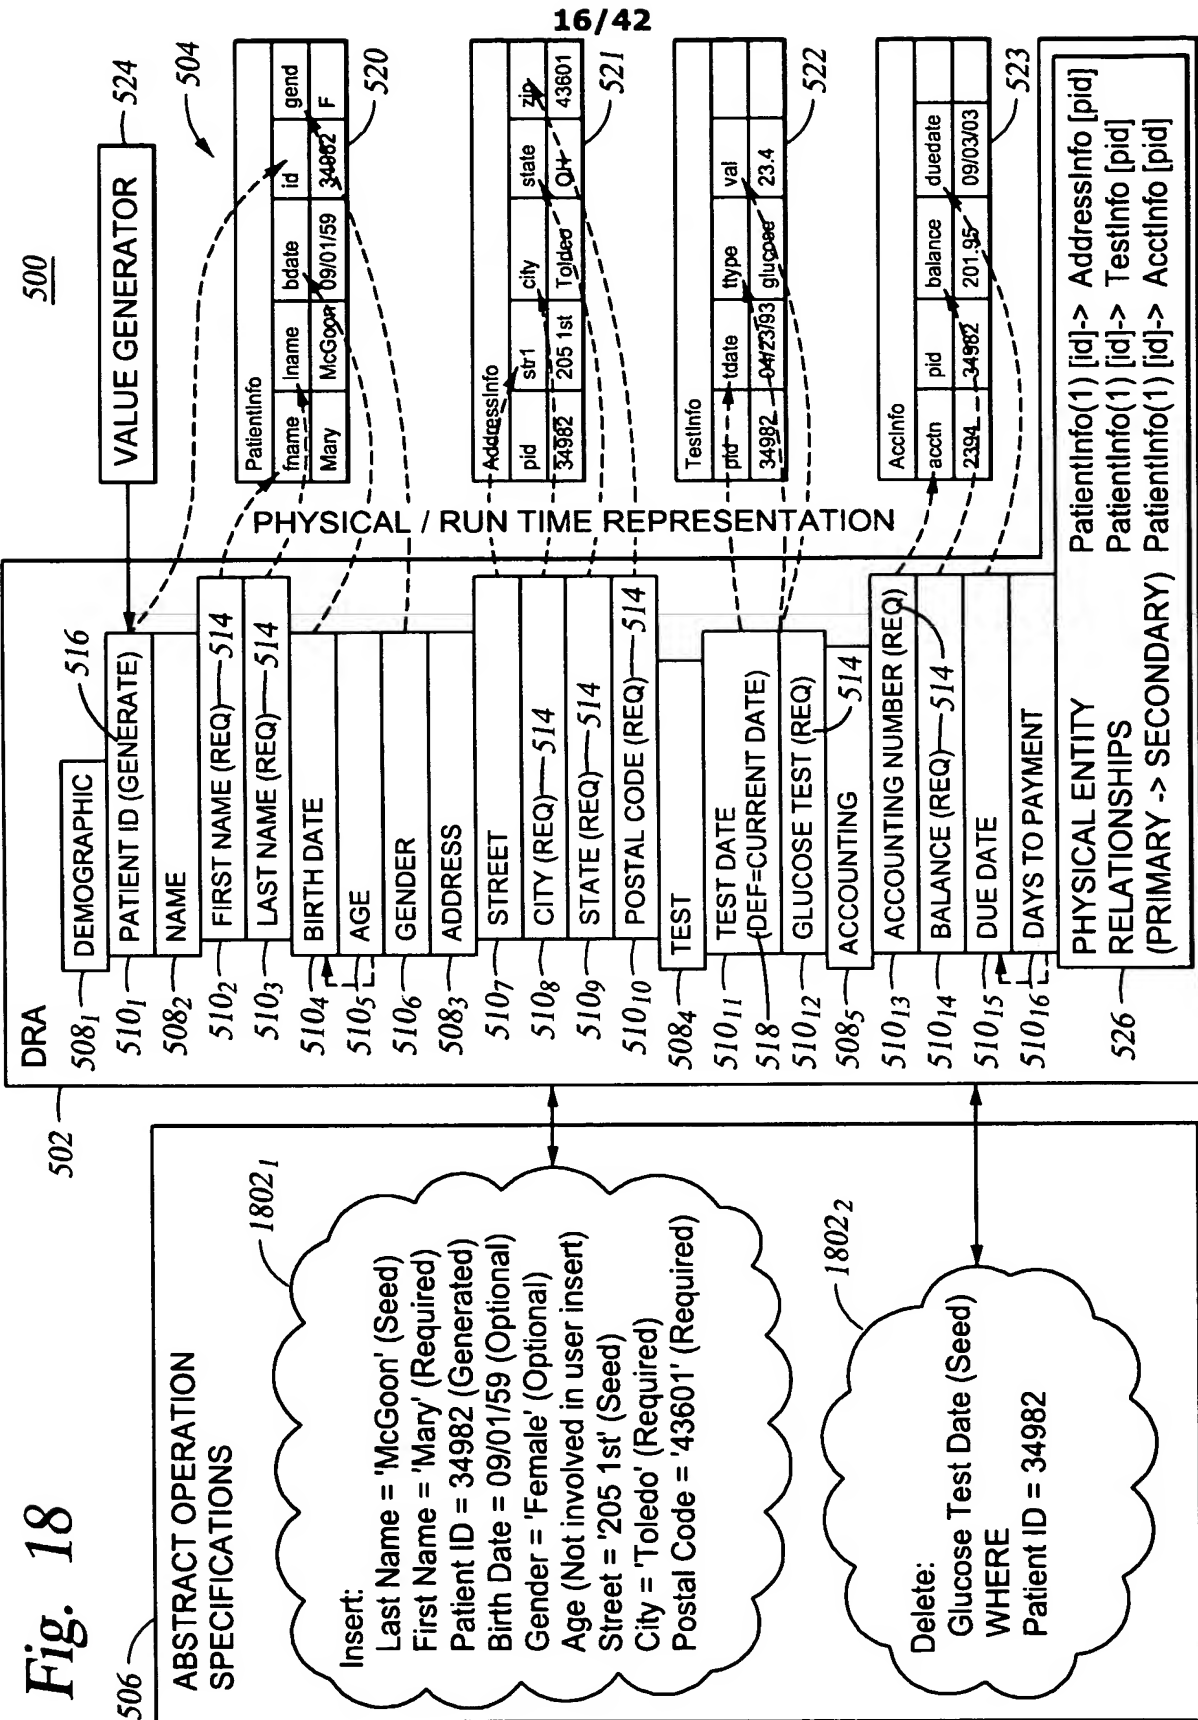 16/42
Fig. 18
500
506
ABSTRACT OPERATION
SPECIFICATIONS
1802₁
Insert:
Last Name = 'McGoon' (Seed)
First Name = 'Mary' (Required)
Patient ID = 34982 (Generated)
Birth Date = 09/01/59 (Optional)
Gender = 'Female' (Optional)
Age (Not involved in user insert)
Street = '205 1st' (Seed)
City = 'Toledo' (Required)
Postal Code = '43601' (Required)
1802₂
Delete:
Glucose Test Date (Seed)
WHERE
Patient ID = 34982
502
DRA
508₁ DEMOGRAPHIC
516
510₁ PATIENT ID (GENERATE)
508₂ NAME
510₂ FIRST NAME (REQ) 514
510₃ LAST NAME (REQ) 514
510₄ BIRTH DATE
510₅ AGE
510₆ GENDER
508₃ ADDRESS
510₇ STREET
510₈ CITY (REQ) 514
510₉ STATE (REQ) 514
510₁₀ POSTAL CODE (REQ) 514
508₄ TEST
510₁₁ TEST DATE
518 (DEF=CURRENT DATE)
510₁₂ GLUCOSE TEST (REQ) 514
508₅ ACCOUNTING
510₁₃ ACCOUNTING NUMBER (REQ)
510₁₄ BALANCE (REQ) 514
510₁₅ DUE DATE
510₁₆ DAYS TO PAYMENT
526
PHYSICAL ENTITY
RELATIONSHIPS
(PRIMARY -> SECONDARY)
PatientInfo(1) [id]-> AddressInfo [pid]
PatientInfo(1) [id]-> TestInfo [pid]
PatientInfo(1) [id]-> AcctInfo [pid]
VALUE GENERATOR 524
504
PHYSICAL / RUN TIME REPRESENTATION
PatientInfo
fname lname bdate id gend
Mary McGoon 09/01/59 34982 F
520
AddressInfo
pid str1 city state zip
34982 205 1st Toldeo OH 43601
521
TestInfo
pid tdate ttype val
34982 04/23/93 glucose 23.4
522
AccInfo
acctn pid balance duedate
2394 34982 201.95 09/03/03
523